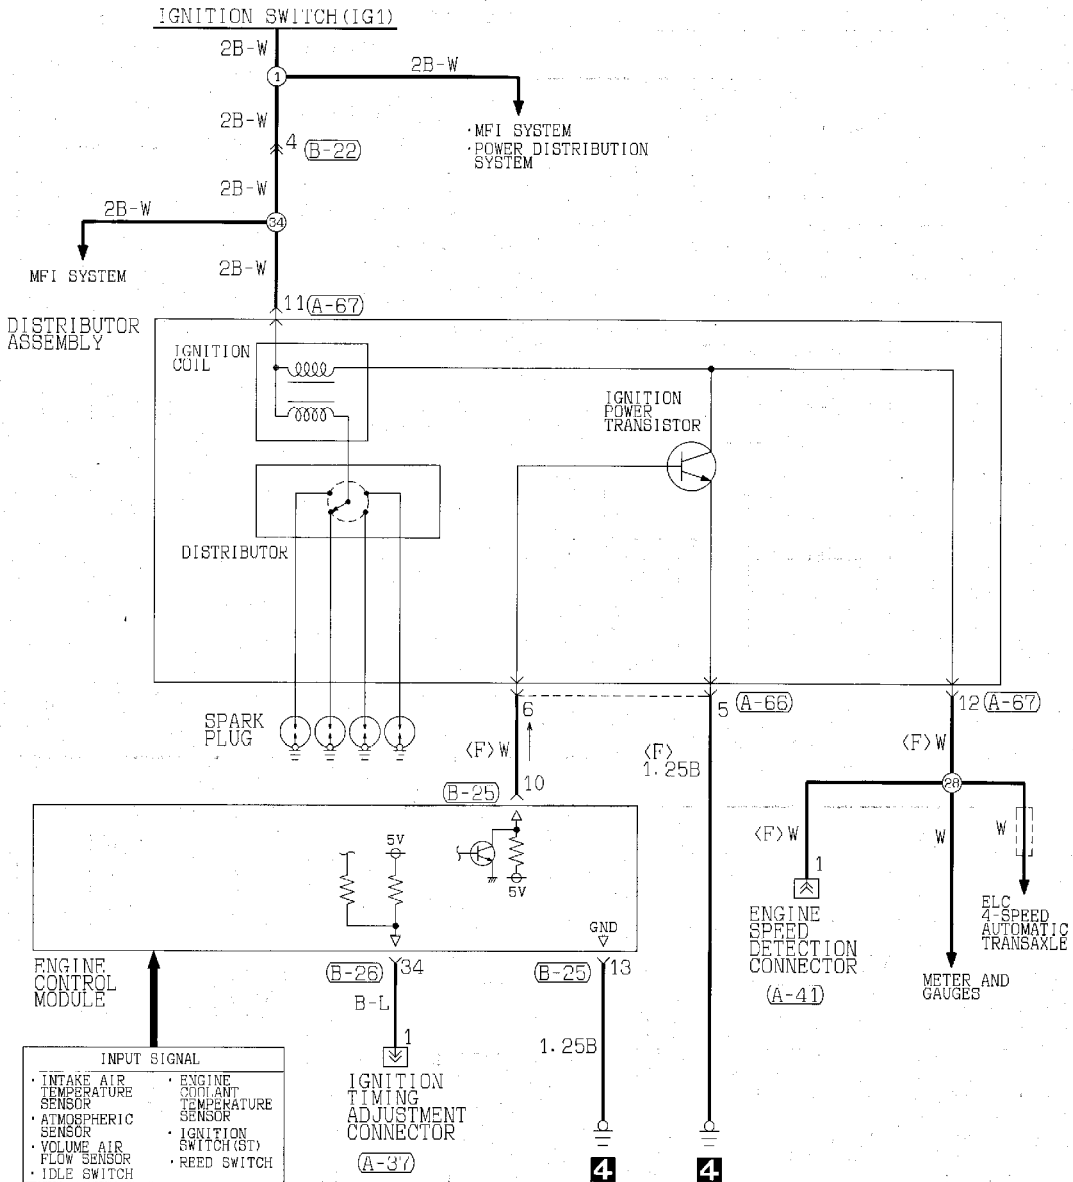 IGNITION SWITCH(IG1)
2B-W
1
2B-W
2B-W
4
B-22
・MFI SYSTEM
・POWER DISTRIBUTION
SYSTEM
2B-W
2B-W
34
MFI SYSTEM
2B-W
11
A-67
DISTRIBUTOR
ASSEMBLY
IGNITION
COIL
IGNITION
POWER
TRANSISTOR
DISTRIBUTOR
SPARK
PLUG
6
5
A-66
12
A-67
<F>W
<F>
1.25B
<F>W
10
B-25
28
<F>W
W
W
5V
5V
1
GND
ENGINE
SPEED
DETECTION
CONNECTOR
A-41
ELC
4-SPEED
AUTOMATIC
TRANSAXLE
METER AND
GAUGES
ENGINE
CONTROL
MODULE
B-26
34
B-25
13
B-L
1
1.25B
IGNITION
TIMING
ADJUSTMENT
CONNECTOR
A-37
INPUT SIGNAL
・INTAKE AIR
TEMPERATURE
SENSOR
・ATMOSPHERIC
SENSOR
・VOLUME AIR
FLOW SENSOR
・IDLE SWITCH
・ENGINE
COOLANT
TEMPERATURE
SENSOR
・IGNITION
SWITCH(ST)
・REED SWITCH
4
4